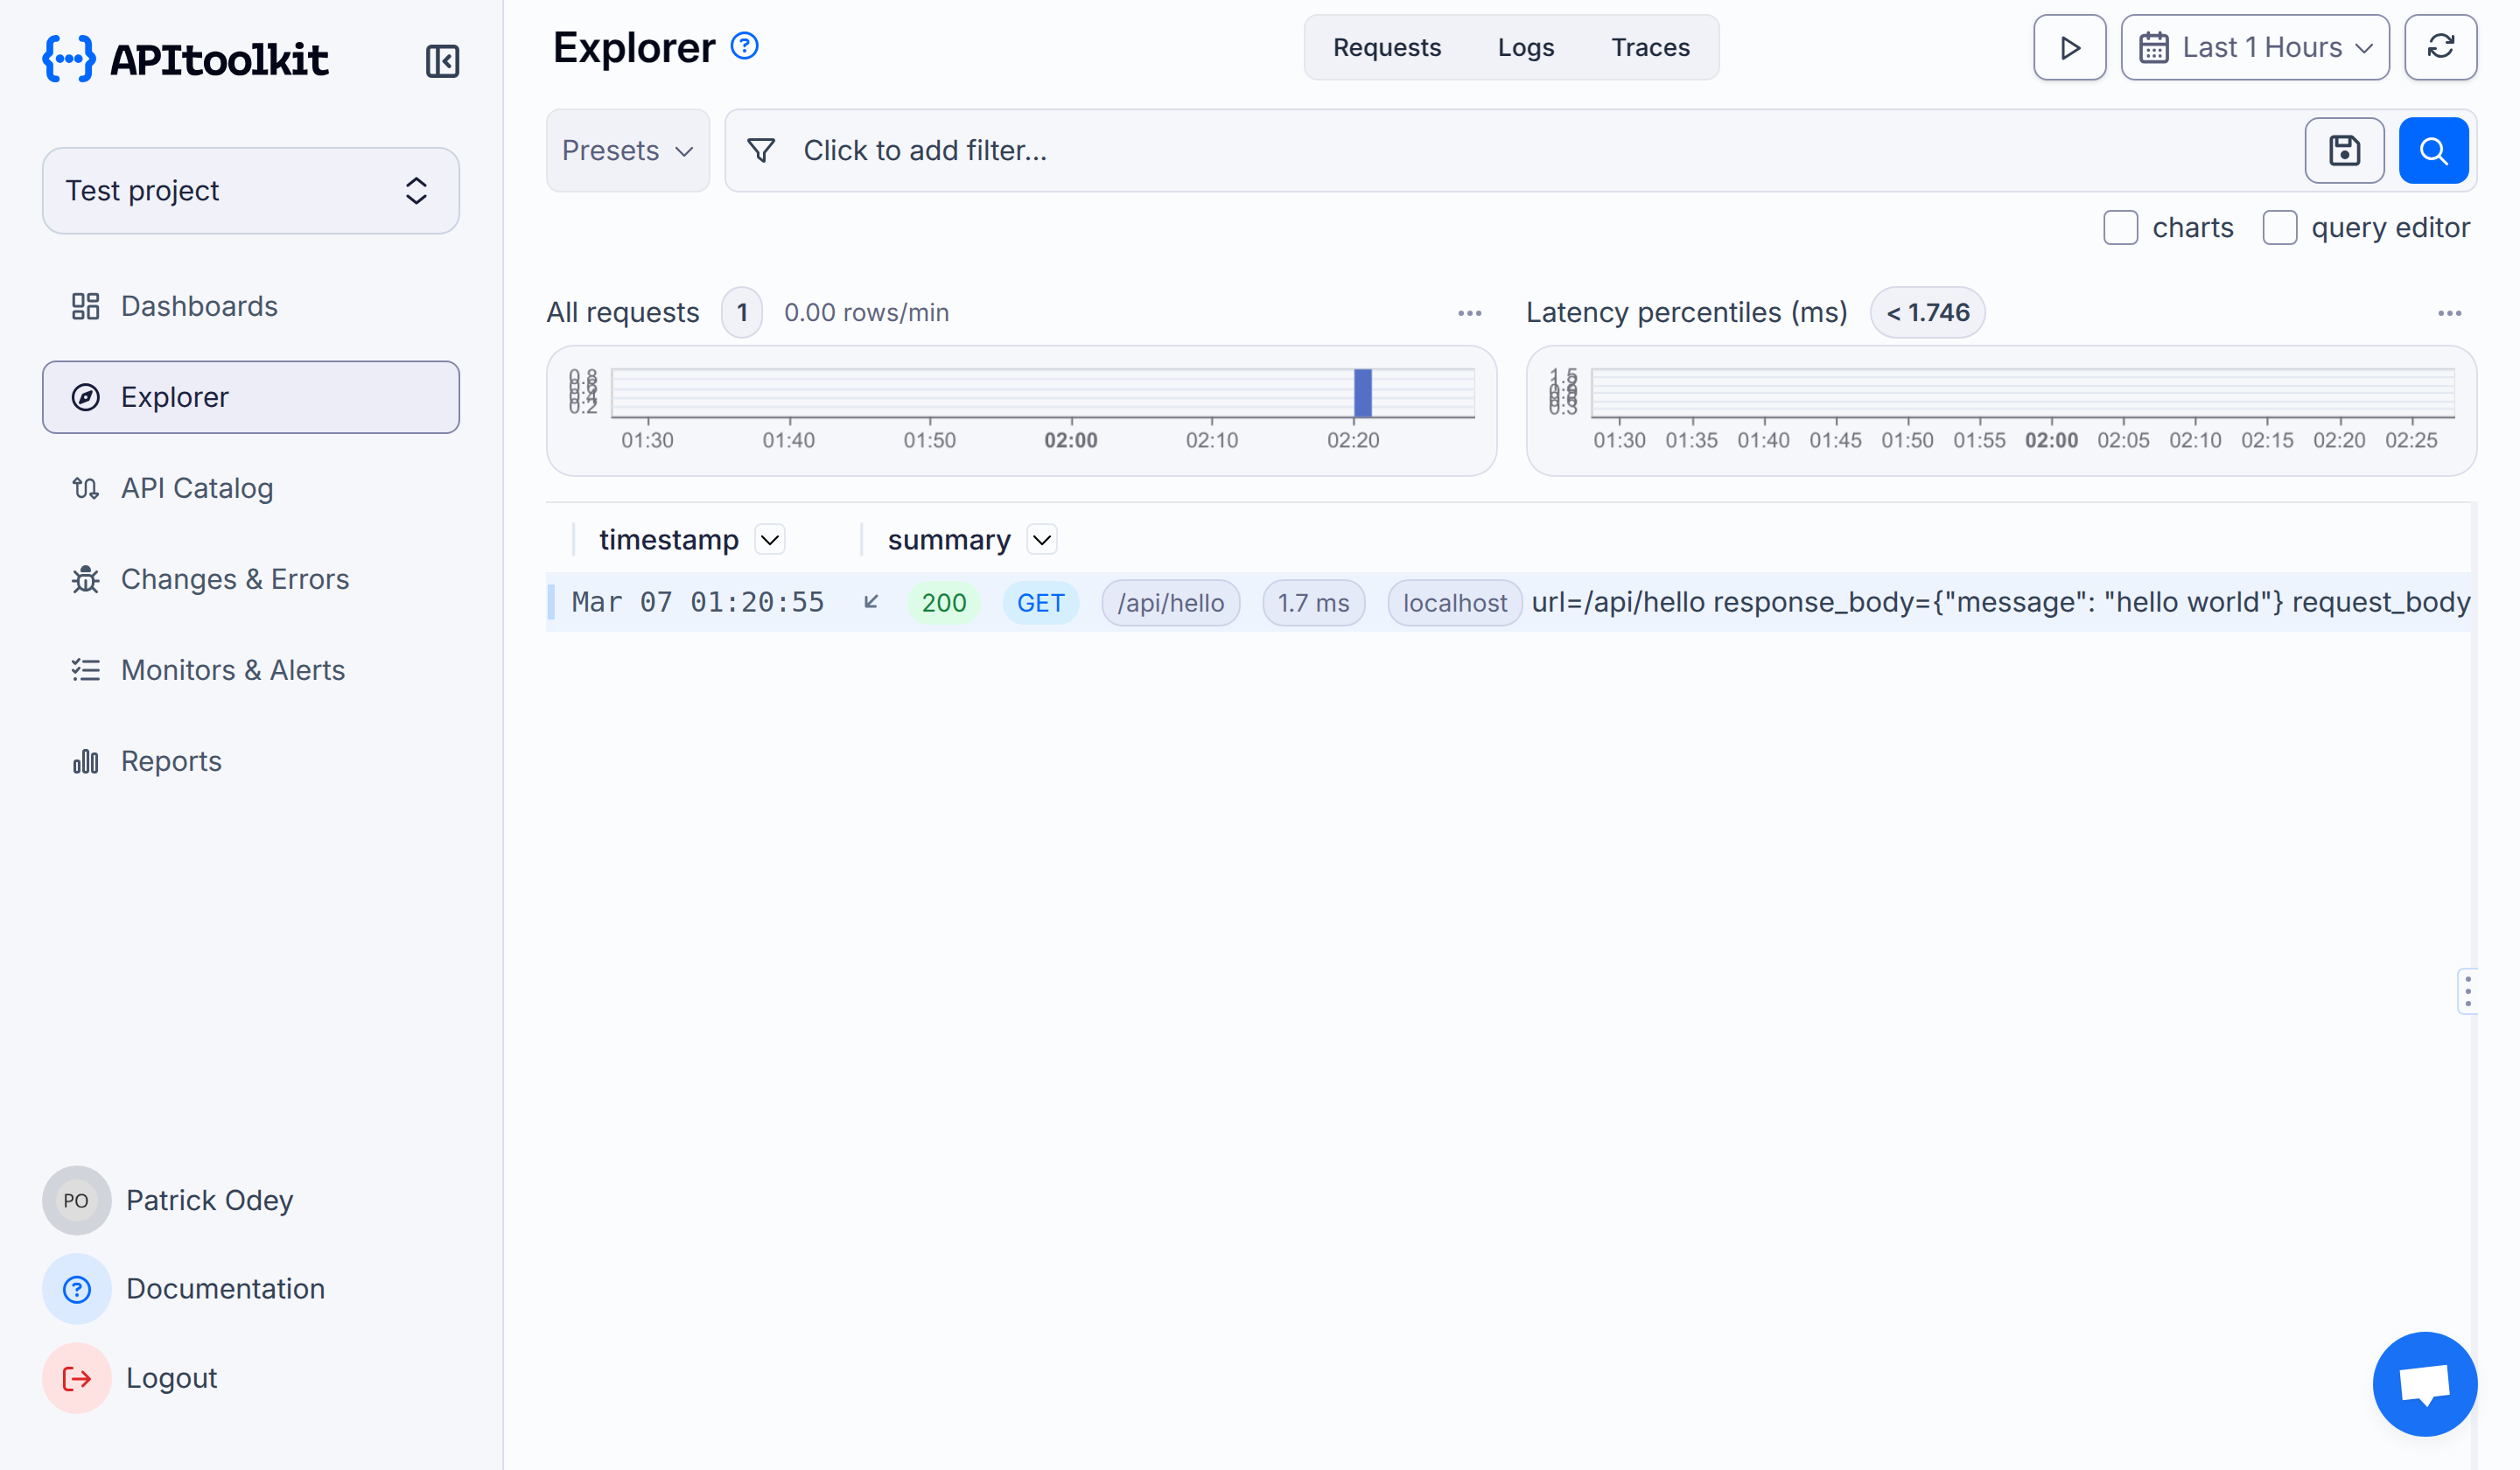 APItoolkit
Test project
Dashboards
Explorer
API Catalog
Changes & Errors
Monitors & Alerts
Reports
PO Patrick Odey
Documentation
Logout
Explorer
Requests Logs Traces
Last 1 Hours
Presets Click to add filter...
charts query editor
All requests 1 0.00 rows/min
0.8
0.6
0.4
0.2
01:30 01:40 01:50 02:00 02:10 02:20
Latency percentiles (ms) < 1.746
1.5
0.3
01:30 01:35 01:40 01:45 01:50 01:55 02:00 02:05 02:10 02:15 02:20 02:25
timestamp summary
Mar 07 01:20:55 200 GET /api/hello 1.7 ms localhost url=/api/hello response_body={"message": "hello world"} request_body